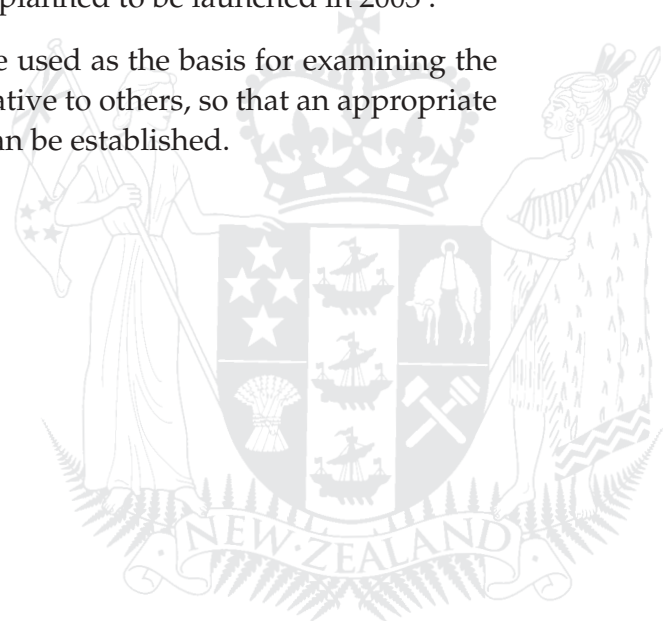 planned to be launched in 2005 .
e used as the basis for examining the
ative to others, so that an appropriate
an be established.
NEW·ZEALAND